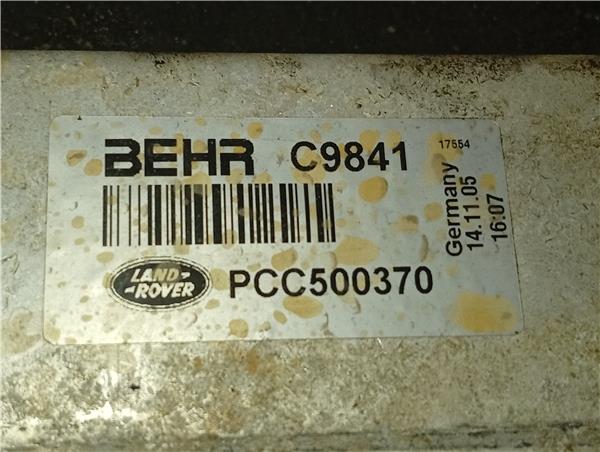 BEHR C9841
17554
Germany
14.11.05
16:07
LAND-
-ROVER
PCC500370